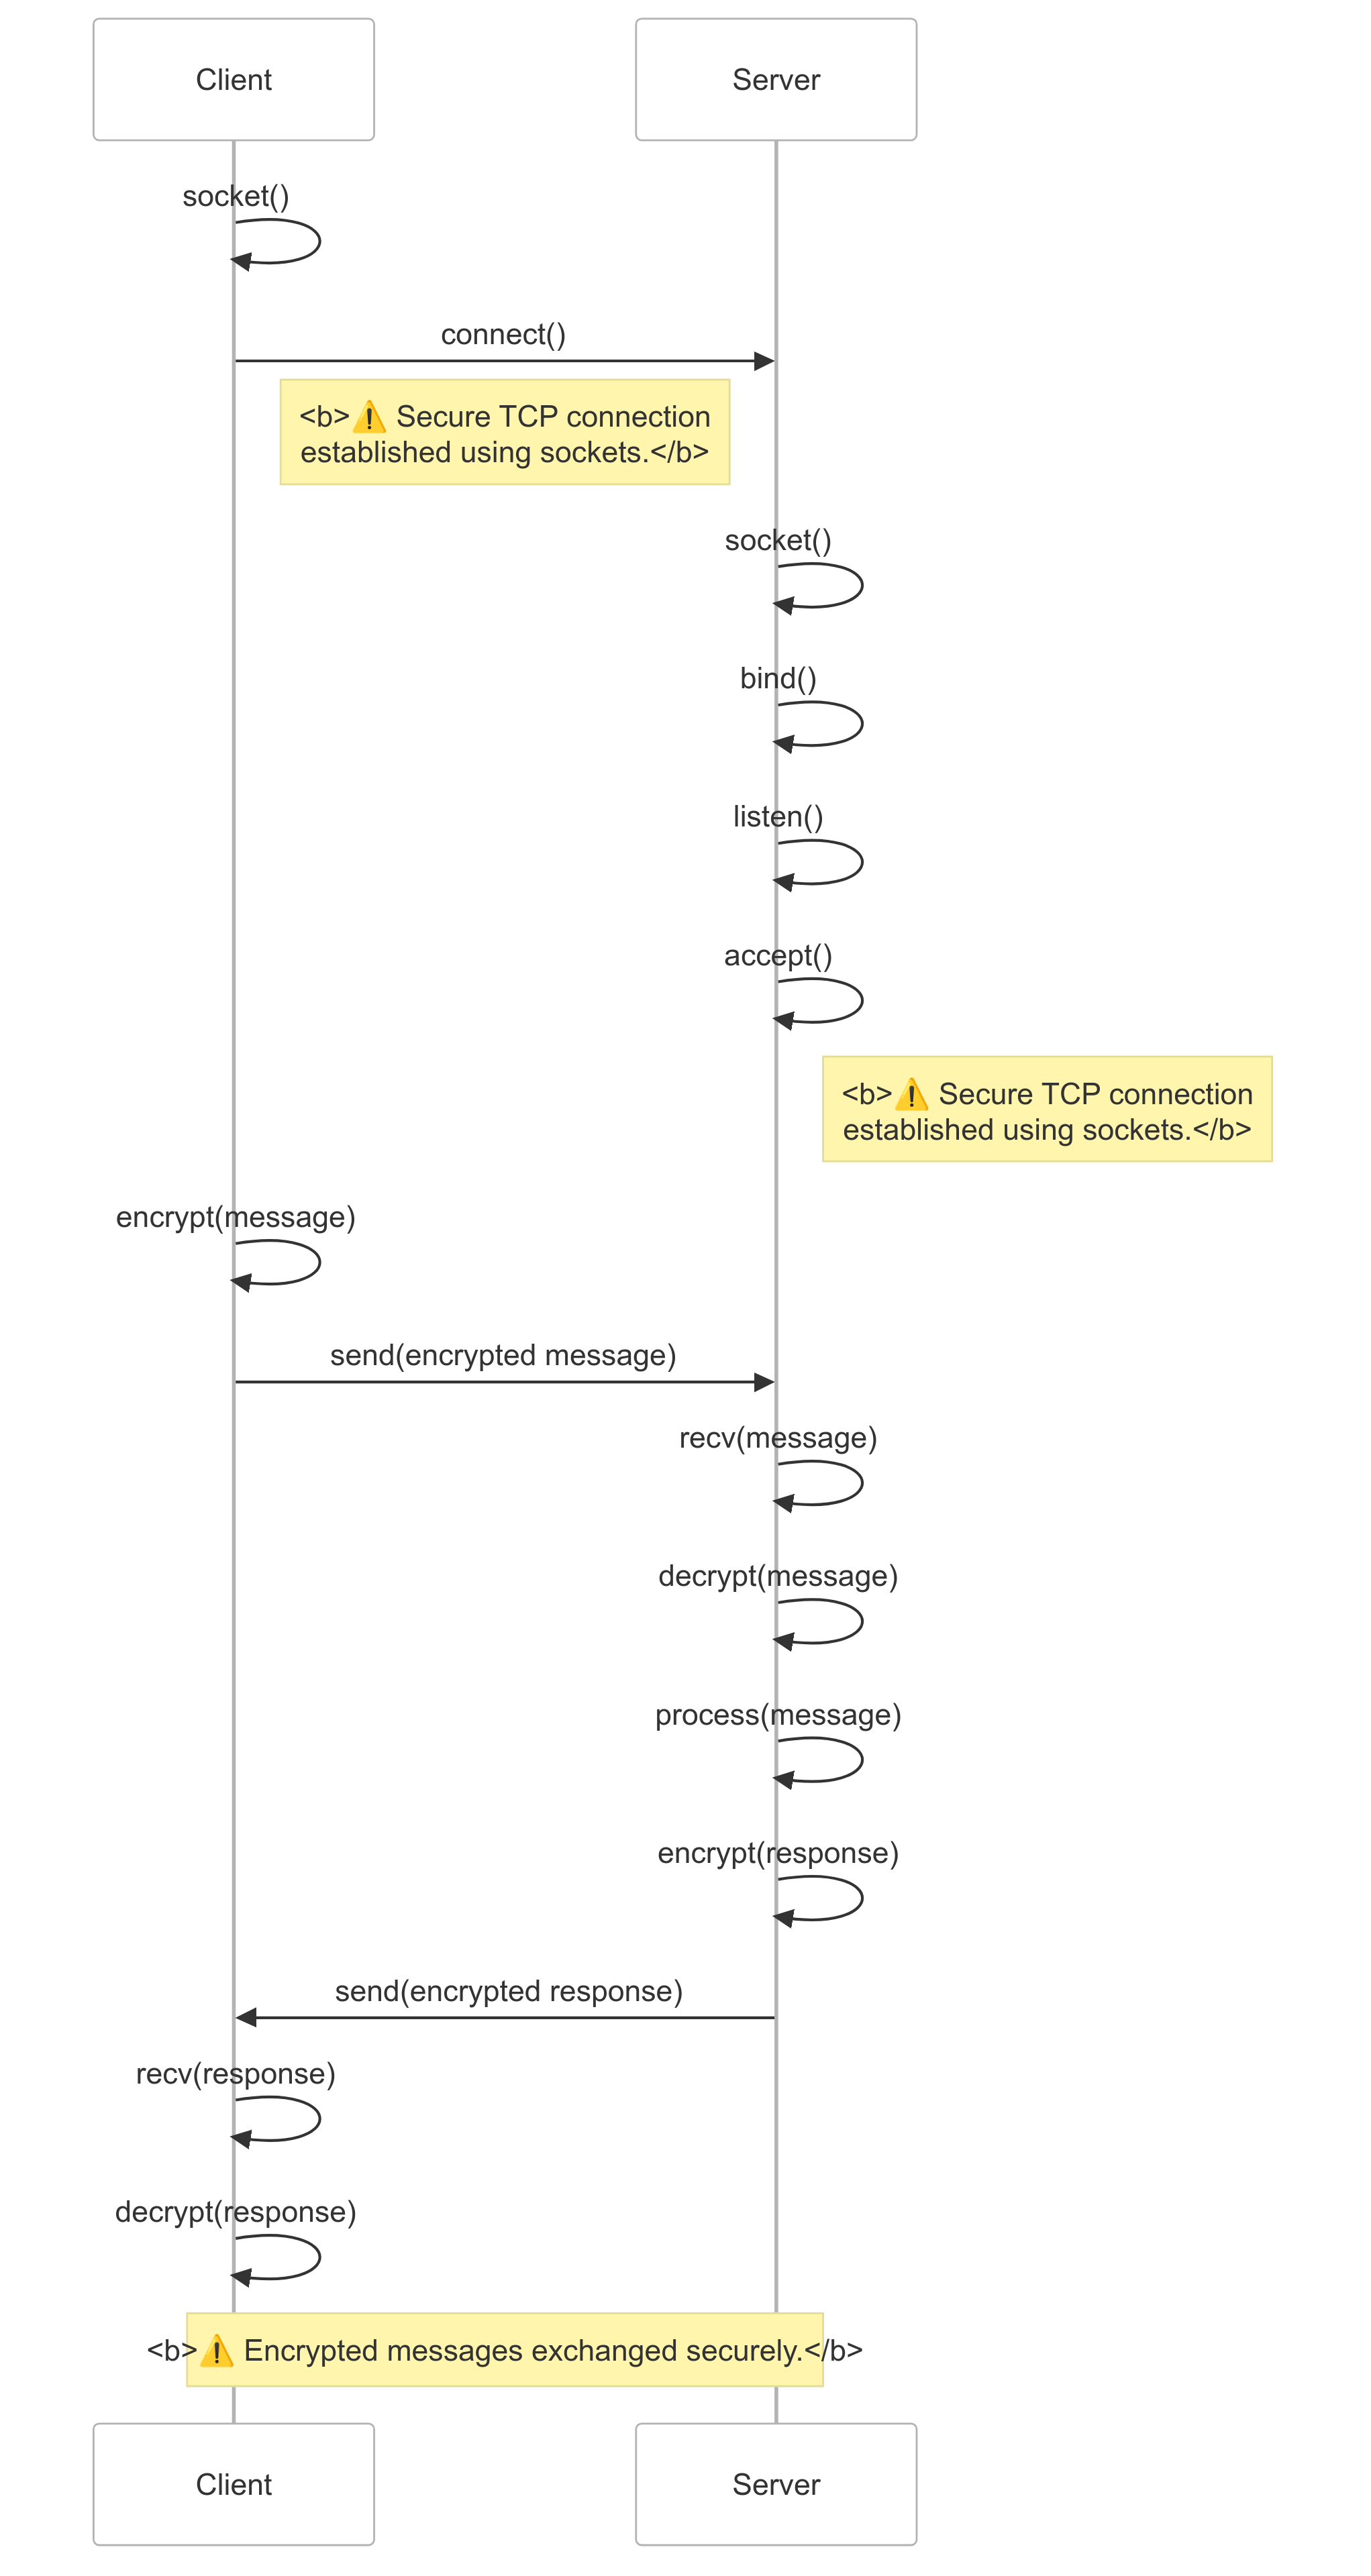 Client
Server
socket()
connect()
<b>⚠️ Secure TCP connection
established using sockets.</b>
socket()
bind()
listen()
accept()
<b>⚠️ Secure TCP connection
established using sockets.</b>
encrypt(message)
send(encrypted message)
recv(message)
decrypt(message)
process(message)
encrypt(response)
send(encrypted response)
recv(response)
decrypt(response)
<b>⚠️ Encrypted messages exchanged securely.</b>
Client
Server